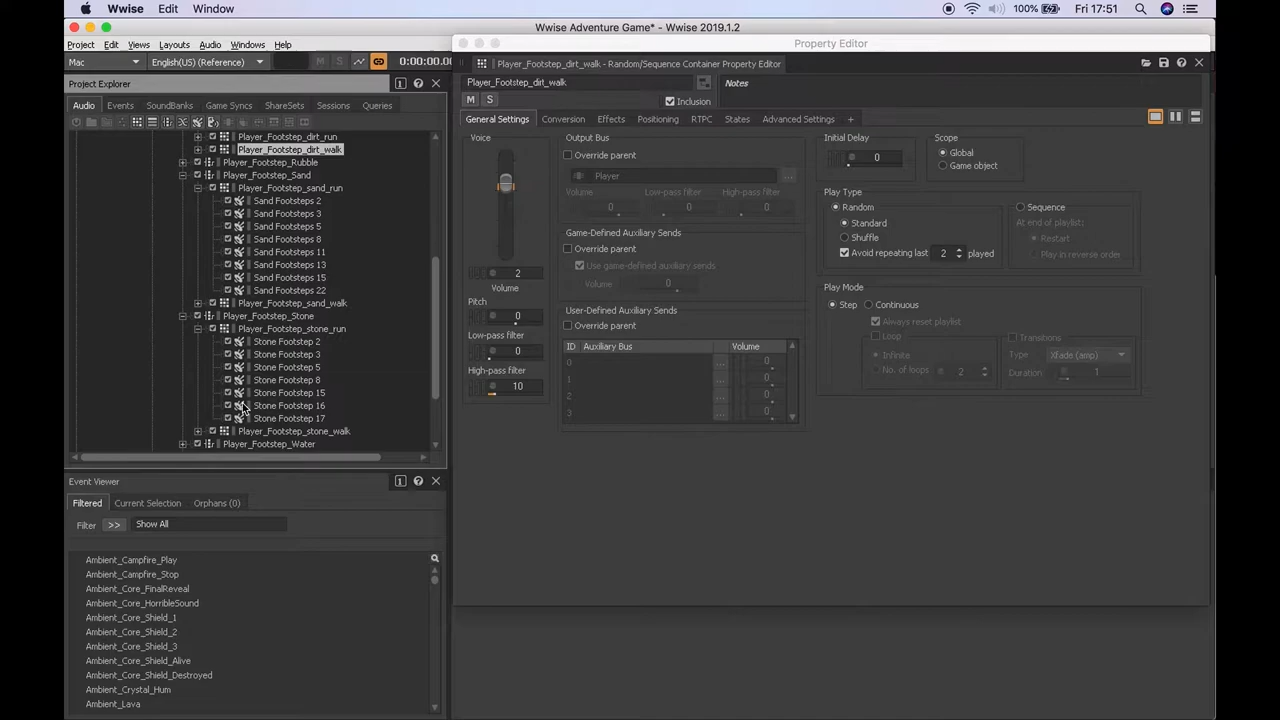 Wwise Edit Window 100% Fri 17:51
Wwise Adventure Game* - Wwise 2019.1.2
Project Edit Views Layouts Audio Windows Help
Mac English(US) (Reference) M S 0:00:00.00
Project Explorer 1
Audio Events SoundBanks Game Syncs ShareSets Sessions Queries
Player_Footstep_dirt_run
Player_Footstep_dirt_walk
Player_Footstep_Rubble
Player_Footstep_Sand
Player_Footstep_sand_run
Sand Footsteps 2
Sand Footsteps 3
Sand Footsteps 5
Sand Footsteps 8
Sand Footsteps 11
Sand Footsteps 13
Sand Footsteps 15
Sand Footsteps 22
Player_Footstep_sand_walk
Player_Footstep_Stone
Player_Footstep_stone_run
Stone Footstep 2
Stone Footstep 3
Stone Footstep 5
Stone Footstep 8
Stone Footstep 15
Stone Footstep 16
Stone Footstep 17
Player_Footstep_stone_walk
Player_Footstep_Water
Event Viewer 1
Filtered Current Selection Orphans (0)
Filter >> Show All
Ambient_Campfire_Play
Ambient_Campfire_Stop
Ambient_Core_FinalReveal
Ambient_Core_HorribleSound
Ambient_Core_Shield_1
Ambient_Core_Shield_2
Ambient_Core_Shield_3
Ambient_Core_Shield_Alive
Ambient_Core_Shield_Destroyed
Ambient_Crystal_Hum
Ambient_Lava
Property Editor
Player_Footstep_dirt_walk - Random/Sequence Container Property Editor
Player_Footstep_dirt_walk Notes
M S Inclusion
General Settings Conversion Effects Positioning RTPC States Advanced Settings +
Voice
2
Volume
Pitch
0
Low-pass filter
0
High-pass filter
10
Output Bus
Override parent
Player ...
Volume Low-pass filter High-pass filter
0 0 0
Game-Defined Auxiliary Sends
Override parent
Use game-defined auxiliary sends
Volume 0
User-Defined Auxiliary Sends
Override parent
ID Auxiliary Bus Volume
0 ... 0
1 ... 0
2 ... 0
3 ... 0
Initial Delay
0
Scope
Global
Game object
Play Type
Random Sequence
Standard At end of playlist:
Shuffle Restart
Avoid repeating last 2 played Play in reverse order
Play Mode
Step Continuous
Always reset playlist
Loop Transitions
Infinite Type Xfade (amp)
No. of loops 2 Duration 1